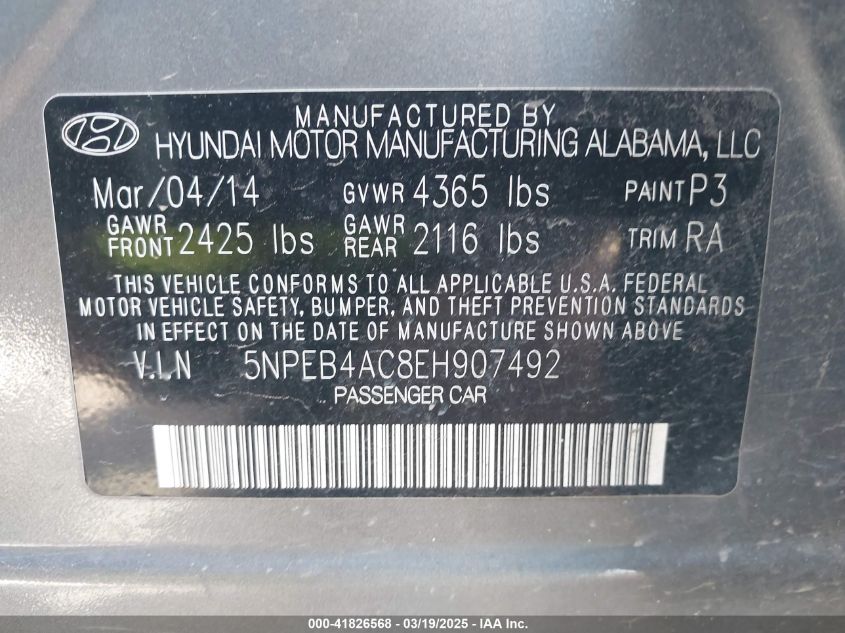 MANUFACTURED BY
HYUNDAI MOTOR MANUFACTURING ALABAMA, LLC
Mar/04/14 GVWR 4365 lbs PAINT P3
GAWR FRONT 2425 lbs GAWR REAR 2116 lbs TRIM RA
THIS VEHICLE CONFORMS TO ALL APPLICABLE U.S.A. FEDERAL
MOTOR VEHICLE SAFETY, BUMPER, AND THEFT PREVENTION STANDARDS
IN EFFECT ON THE DATE OF MANUFACTURE SHOWN ABOVE
V.I.N 5NPEB4AC8EH907492
PASSENGER CAR
000-41826568 - 03/19/2025 - IAA Inc.